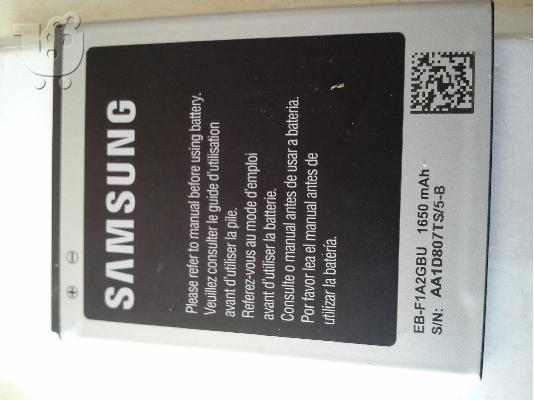 SAMSUNG
Please refer to manual before using battery.
Veuillez consulter le guide d'utilisation
avant d'utiliser la pile.
Referez-vous au mode d'emploi
avant d'utiliser la batterie.
Consulte o manual antes de usar a bateria.
Por favor lea el manual antes de
utilizar la batería.
EB-F1A2GBU 1650 mAh
S/N: AA1D807TS/5-B